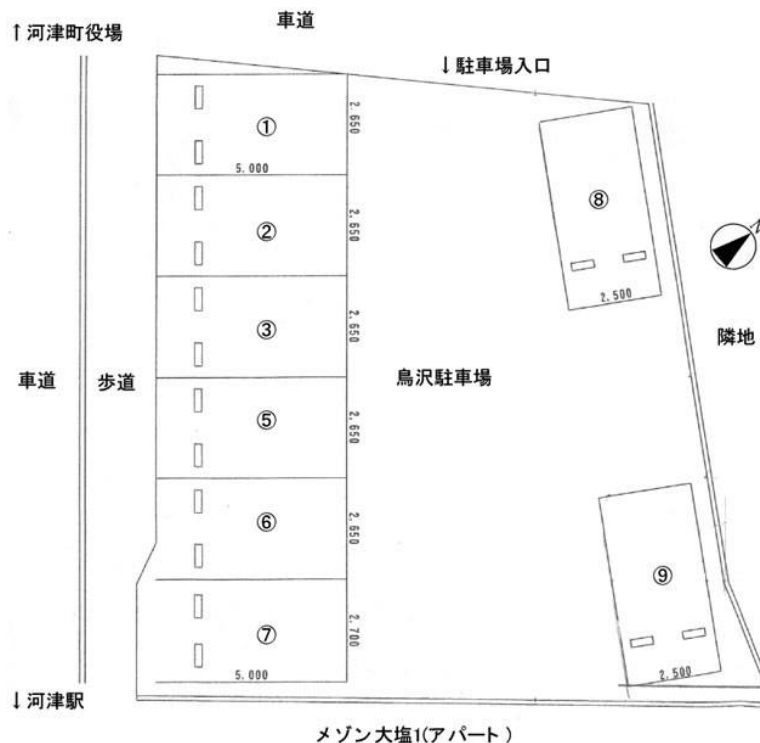 車道
↑河津町役場
↓駐車場入口
①
2.650
5.000
②
2.650
⑧
N
2.500
③
2.650
隣地
車道
歩道
鳥沢駐車場
⑤
2.650
⑥
2.650
⑨
⑦
2.700
5.000
2.500
↓河津駅
メゾン大塩1(アパート)